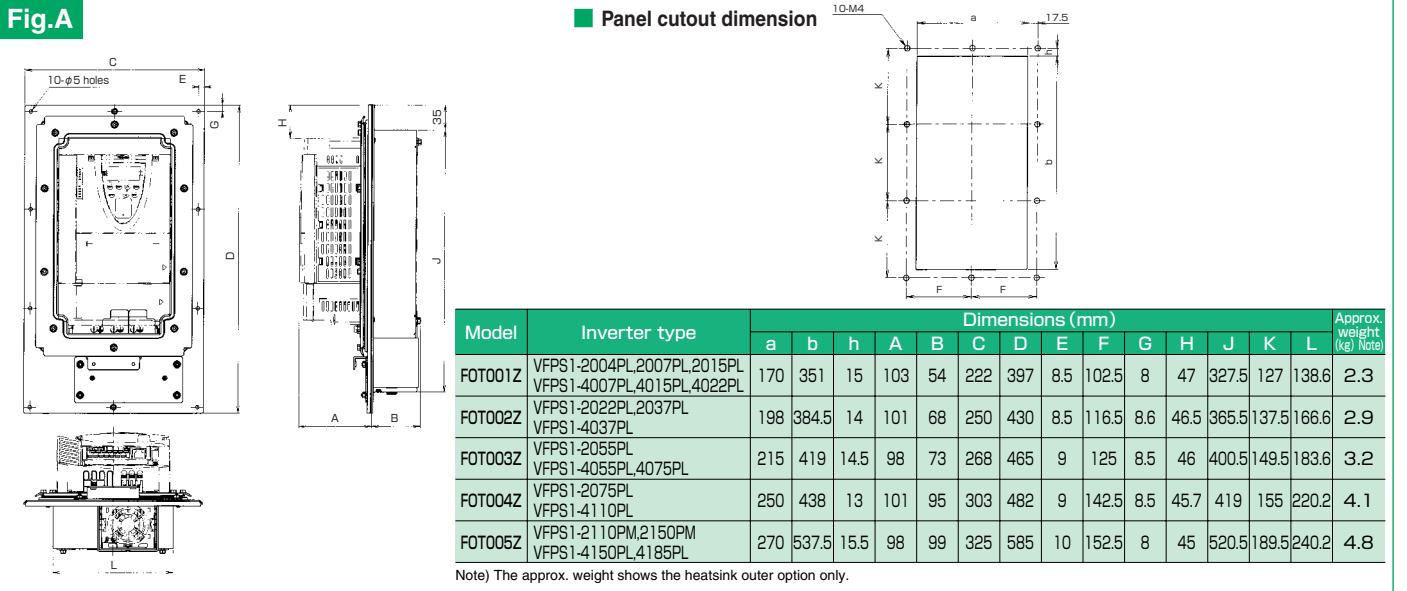 Fig.A
■ Panel cutout dimension
10-M4
a
17.5
h
K
K
K
b
F
F
C
10-φ5 holes
E
G
D
H
35
J
A
B
L
Model
Inverter type
Dimensions (mm)
Approx. weight (kg) Note)
a b h A B C D E F G H J K L
FOT001Z VFPS1-2004PL,2007PL,2015PL
VFPS1-4007PL,4015PL,4022PL
170 351 15 103 54 222 397 8.5 102.5 8 47 327.5 127 138.6 2.3
FOT002Z VFPS1-2022PL,2037PL
VFPS1-4037PL
198 384.5 14 101 68 250 430 8.5 116.5 8.6 46.5 365.5 137.5 166.6 2.9
FOT003Z VFPS1-2055PL
VFPS1-4055PL,4075PL
215 419 14.5 98 73 268 465 9 125 8.5 46 400.5 149.5 183.6 3.2
FOT004Z VFPS1-2075PL
VFPS1-4110PL
250 438 13 101 95 303 482 9 142.5 8.5 45.7 419 155 220.2 4.1
FOT005Z VFPS1-2110PM,2150PM
VFPS1-4150PL,4185PL
270 537.5 15.5 98 99 325 585 10 152.5 8 45 520.5 189.5 240.2 4.8
Note) The approx. weight shows the heatsink outer option only.